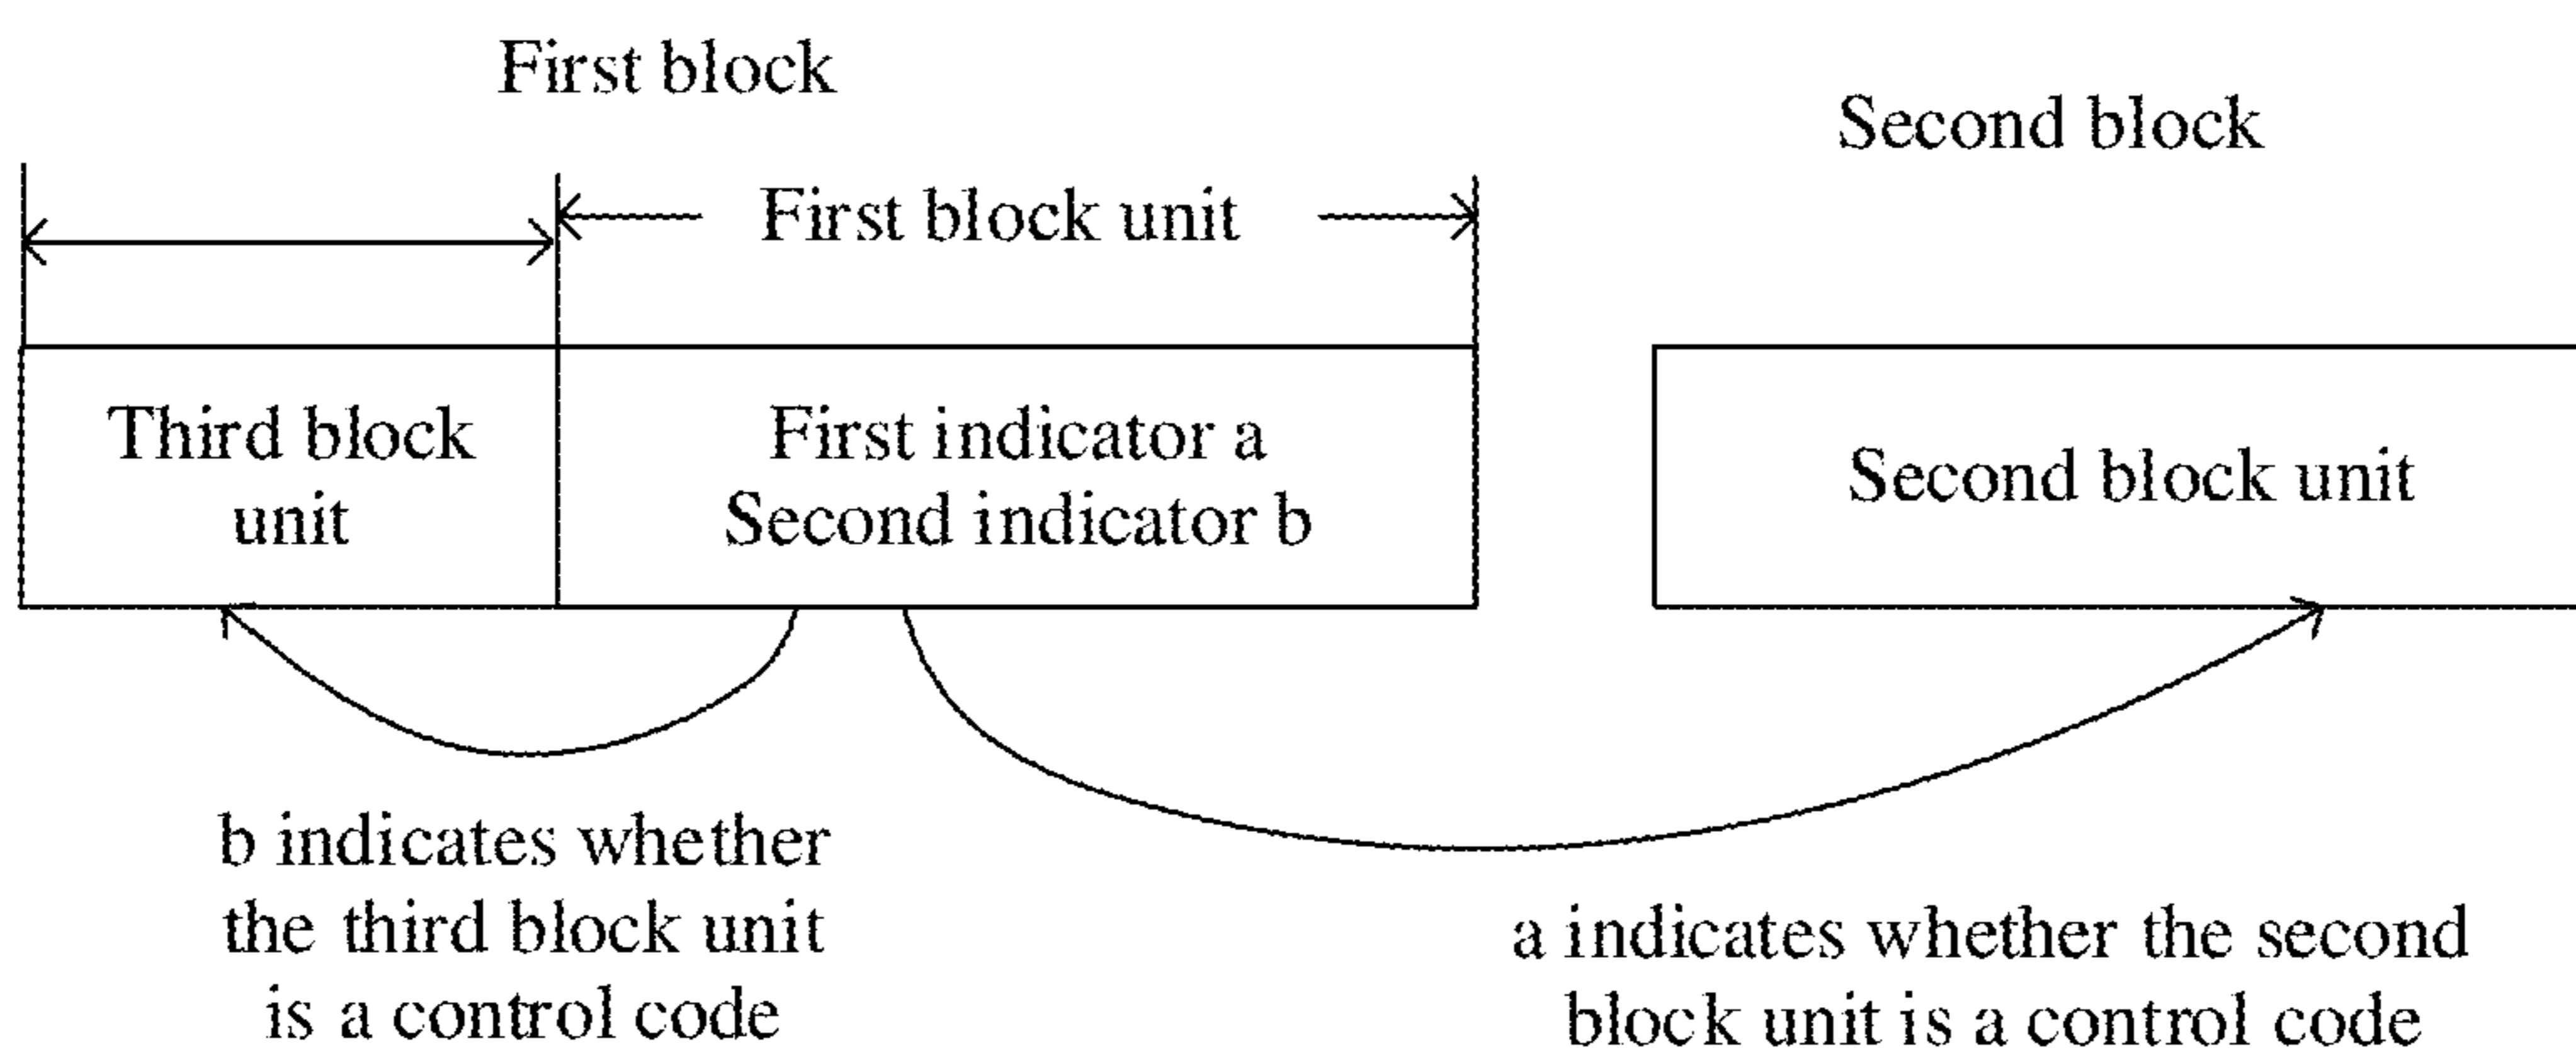 First block
Second block
First block unit
Third block
unit
First indicator a
Second indicator b
Second block unit
b indicates whether
the third block unit
is a control code
a indicates whether the second
block unit is a control code